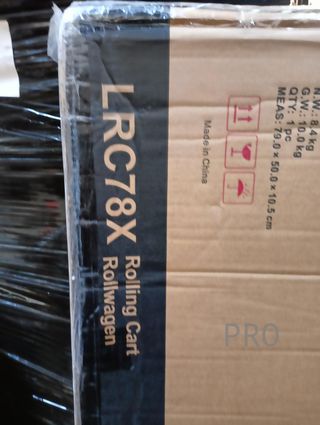 LRC78X
Rolling Cart
Rollwagen
Made in China
N.W.: 8,4 kg
G.W.: 10.0 kg
QTY: 1 pc
MEAS: 79.0 x 50.0 x 10.5 cm
PRO